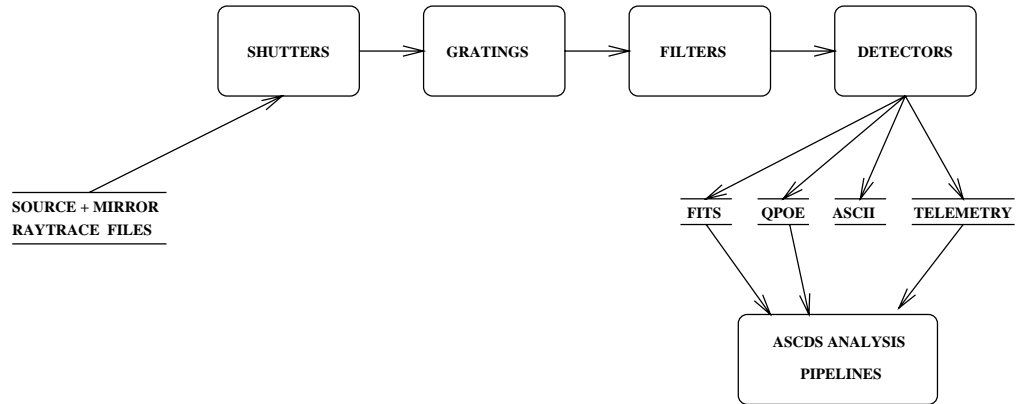 SHUTTERS
GRATINGS
FILTERS
DETECTORS
SOURCE + MIRROR
RAYTRACE FILES
FITS
QPOE
ASCII
TELEMETRY
ASCDS ANALYSIS
PIPELINES